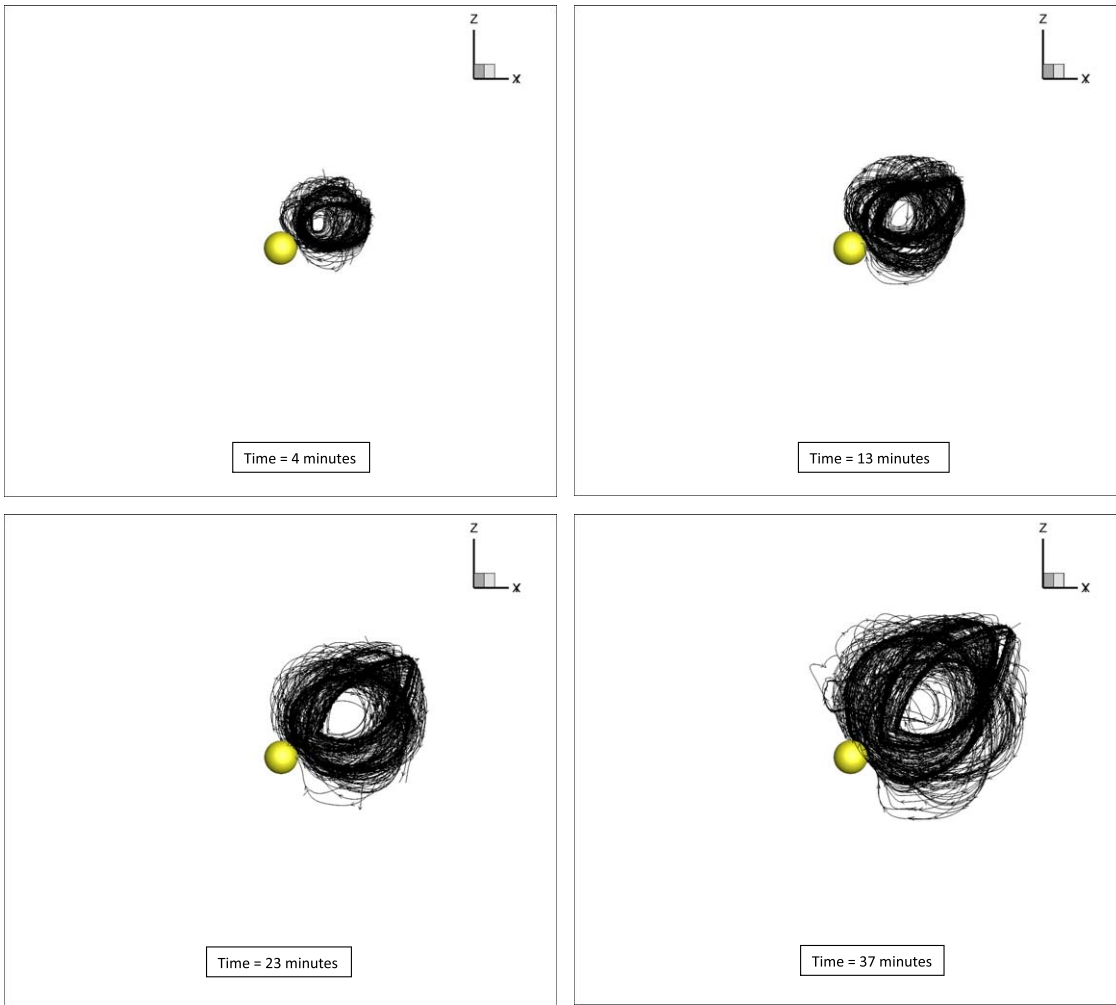 Z
X
Time = 4 minutes
Z
X
Time = 13 minutes
Z
X
Time = 23 minutes
Z
X
Time = 37 minutes